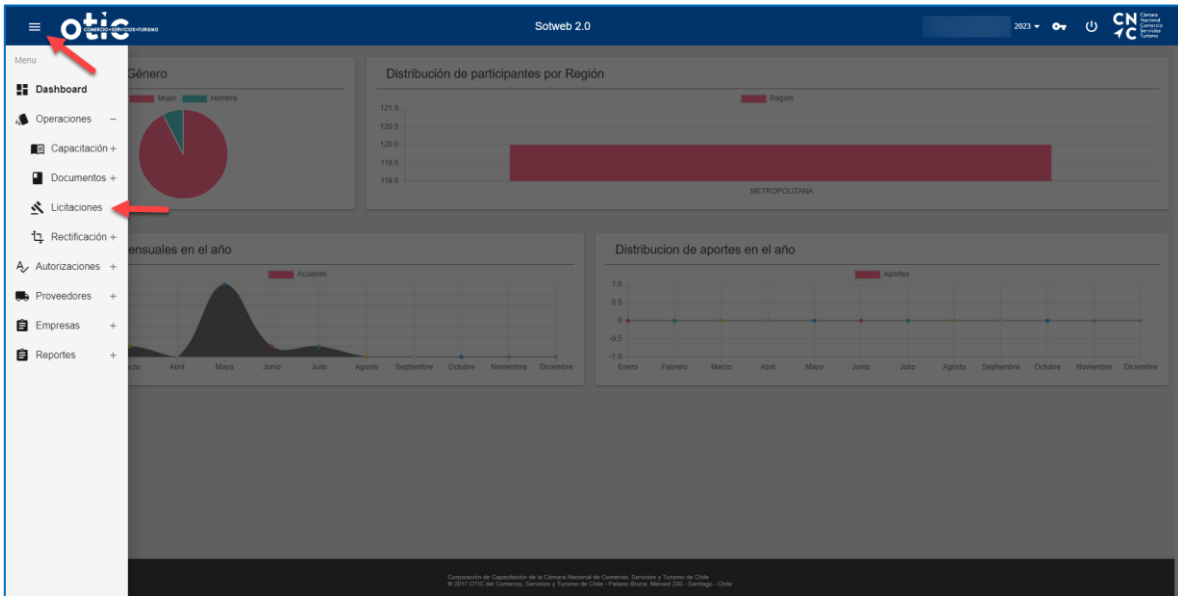 Otic
COMERCIO•SERVICIOS•TURISMO
Sotweb 2.0
2023
CN
C
Cámara
Nacional
Comercio
Servicios
Turismo
Menu
Dashboard
Operaciones −
Capacitación +
Documentos +
Licitaciones
Rectificación +
Autorizaciones +
Proveedores +
Empresas +
Reportes +
Género
Mujer Hombre
Distribución de participantes por Región
Región
121.0
120.5
120.0
119.5
119.0
METROPOLITANA
ensuales en el año
Acciones
rzo Abril Mayo Junio Julio Agosto Septiembre Octubre Noviembre Diciembre
Distribucion de aportes en el año
Aportes
1.0
0.5
0
-0.5
-1.0
Enero Febrero Marzo Abril Mayo Junio Julio Agosto Septiembre Octubre Noviembre Diciembre
Corporación de Capacitación de la Cámara Nacional de Comercio, Servicios y Turismo de Chile
© 2017 OTIC del Comercio, Servicios y Turismo de Chile - Palacio Bruna: Merced 230 - Santiago - Chile